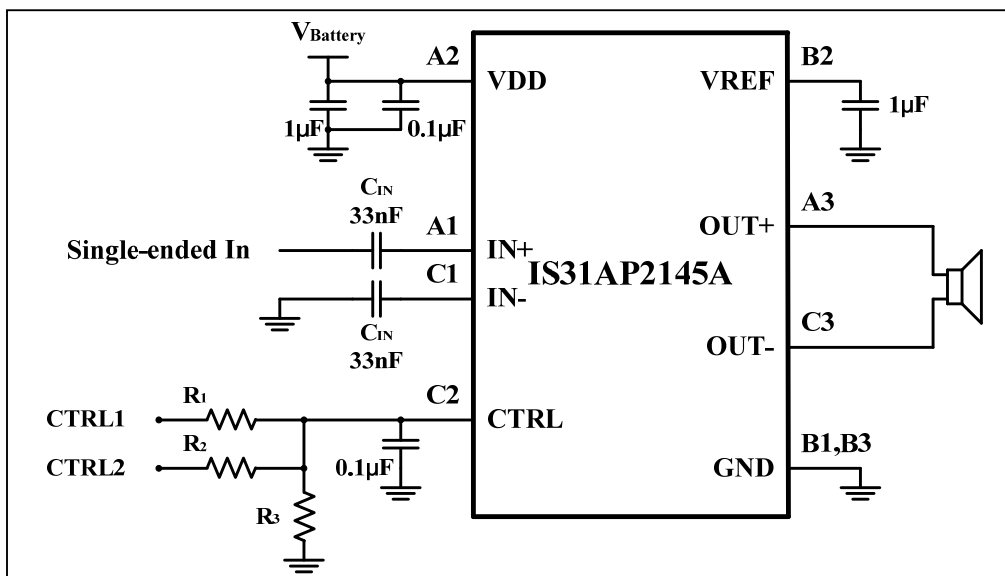 VBattery
A2
VDD
1µF
0.1µF
VREF
B2
1µF
CIN
33nF
Single-ended In
A1
IN+
C1
IN-
CIN
33nF
IS31AP2145A
OUT+
A3
OUT-
C3
CTRL1
R1
CTRL2
R2
R3
0.1µF
C2
CTRL
GND
B1,B3